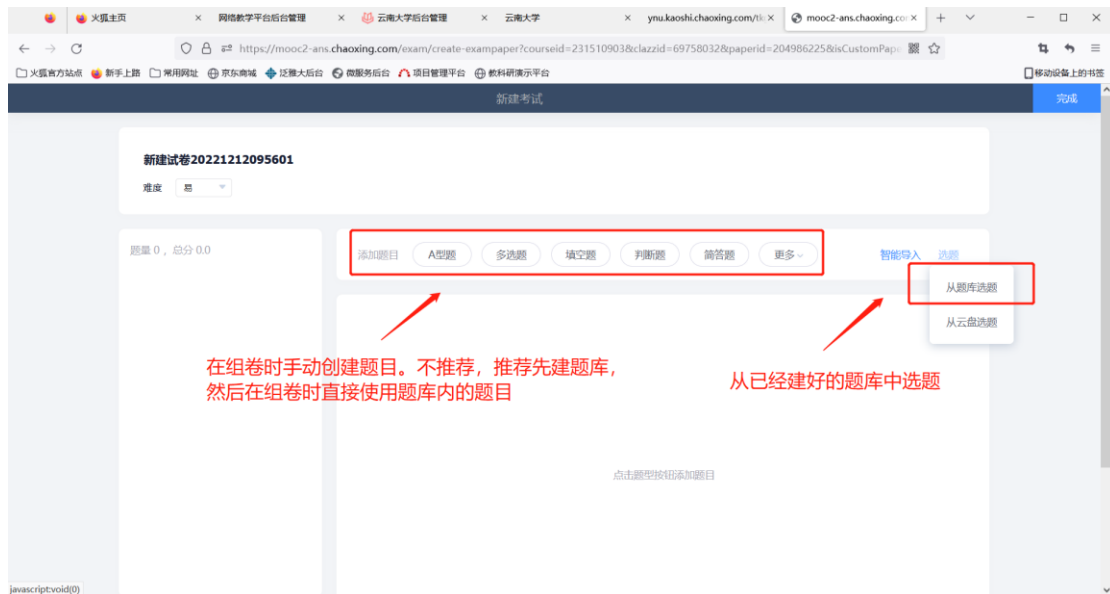 火狐主页
网络教学平台后台管理
云南大学后台管理
云南大学
ynu.kaoshi.chaoxing.com/tk
mooc2-ans.chaoxing.co
https://mooc2-ans.chaoxing.com/exam/create-exampaper?courseid=231510903&clazzid=69758032&paperid=204986225&isCustomPape
火狐官方站点 新手上路 常用网址 京东商城 泛雅大后台 微服务后台 项目管理平台 教科研演示平台 移动设备上的书签
新建考试 完成
新建试卷20221212095601
难度 易
题量 0 ，总分 0.0
添加题目 A型题 多选题 填空题 判断题 简答题 更多 智能导入 选题
从题库选题
从云盘选题
在组卷时手动创建题目。不推荐，推荐先建题库，
然后在组卷时直接使用题库内的题目
从已经建好的题库中选题
点击题型按钮添加题目
javascript:void(0)